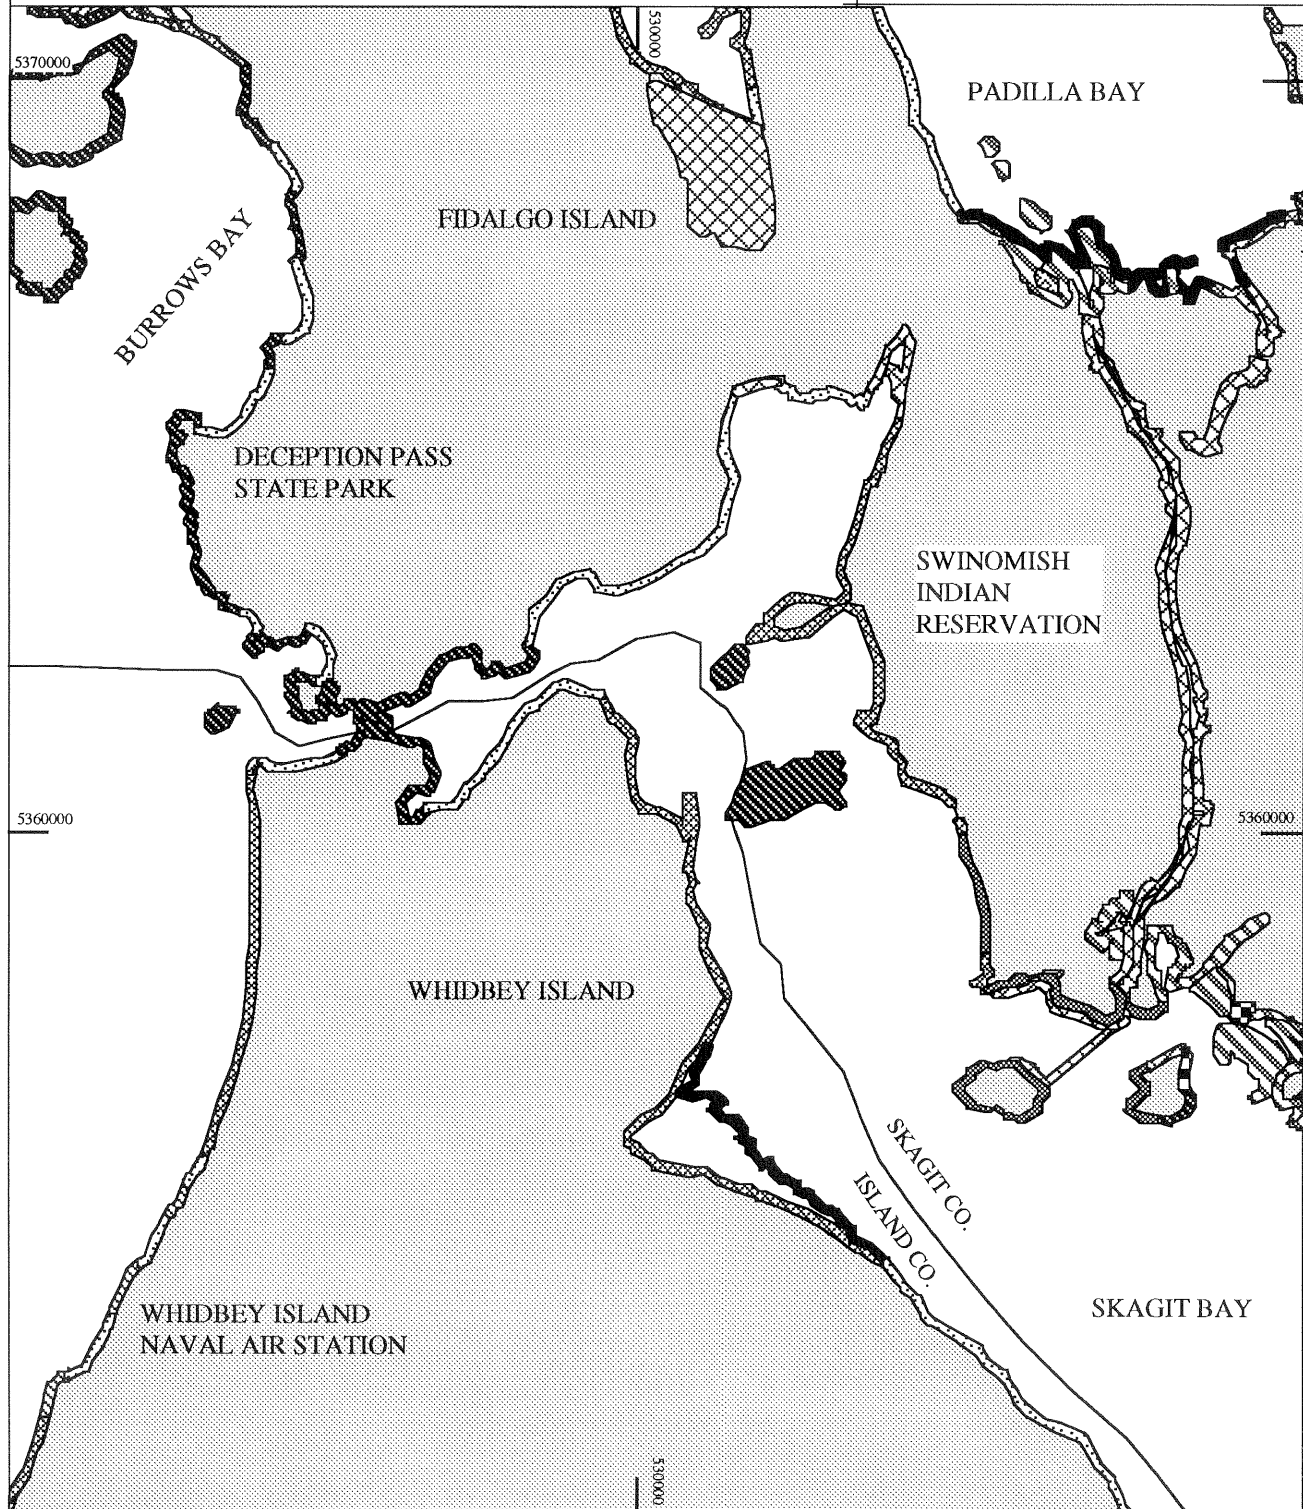 530000
5370000
PADILLA BAY
FIDALGO ISLAND
BURROWS BAY
DECEPTION PASS
STATE PARK
SWINOMISH
INDIAN
RESERVATION
5360000
5360000
WHIDBEY ISLAND
SKAGIT CO.
ISLAND CO.
WHIDBEY ISLAND
NAVAL AIR STATION
SKAGIT BAY
530000